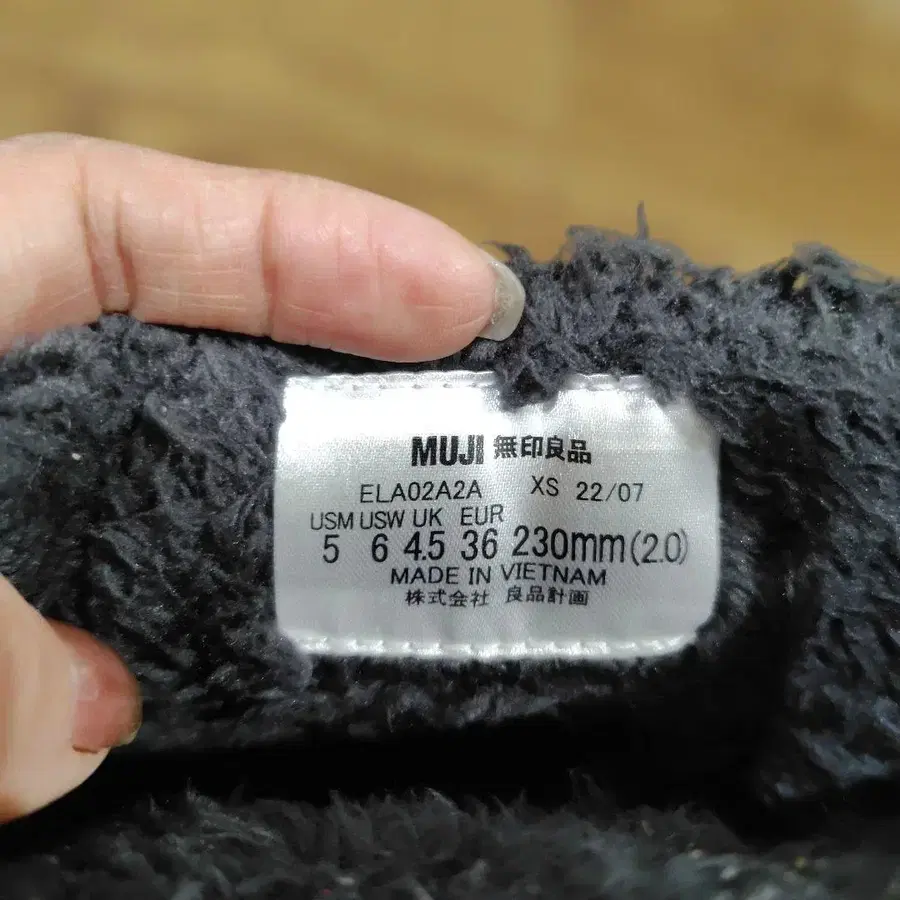 MUJI 無印良品
ELA02A2A XS 22/07
USM USW UK EUR
5 6 4.5 36 230mm(2.0)
MADE IN VIETNAM
株式会社 良品計画